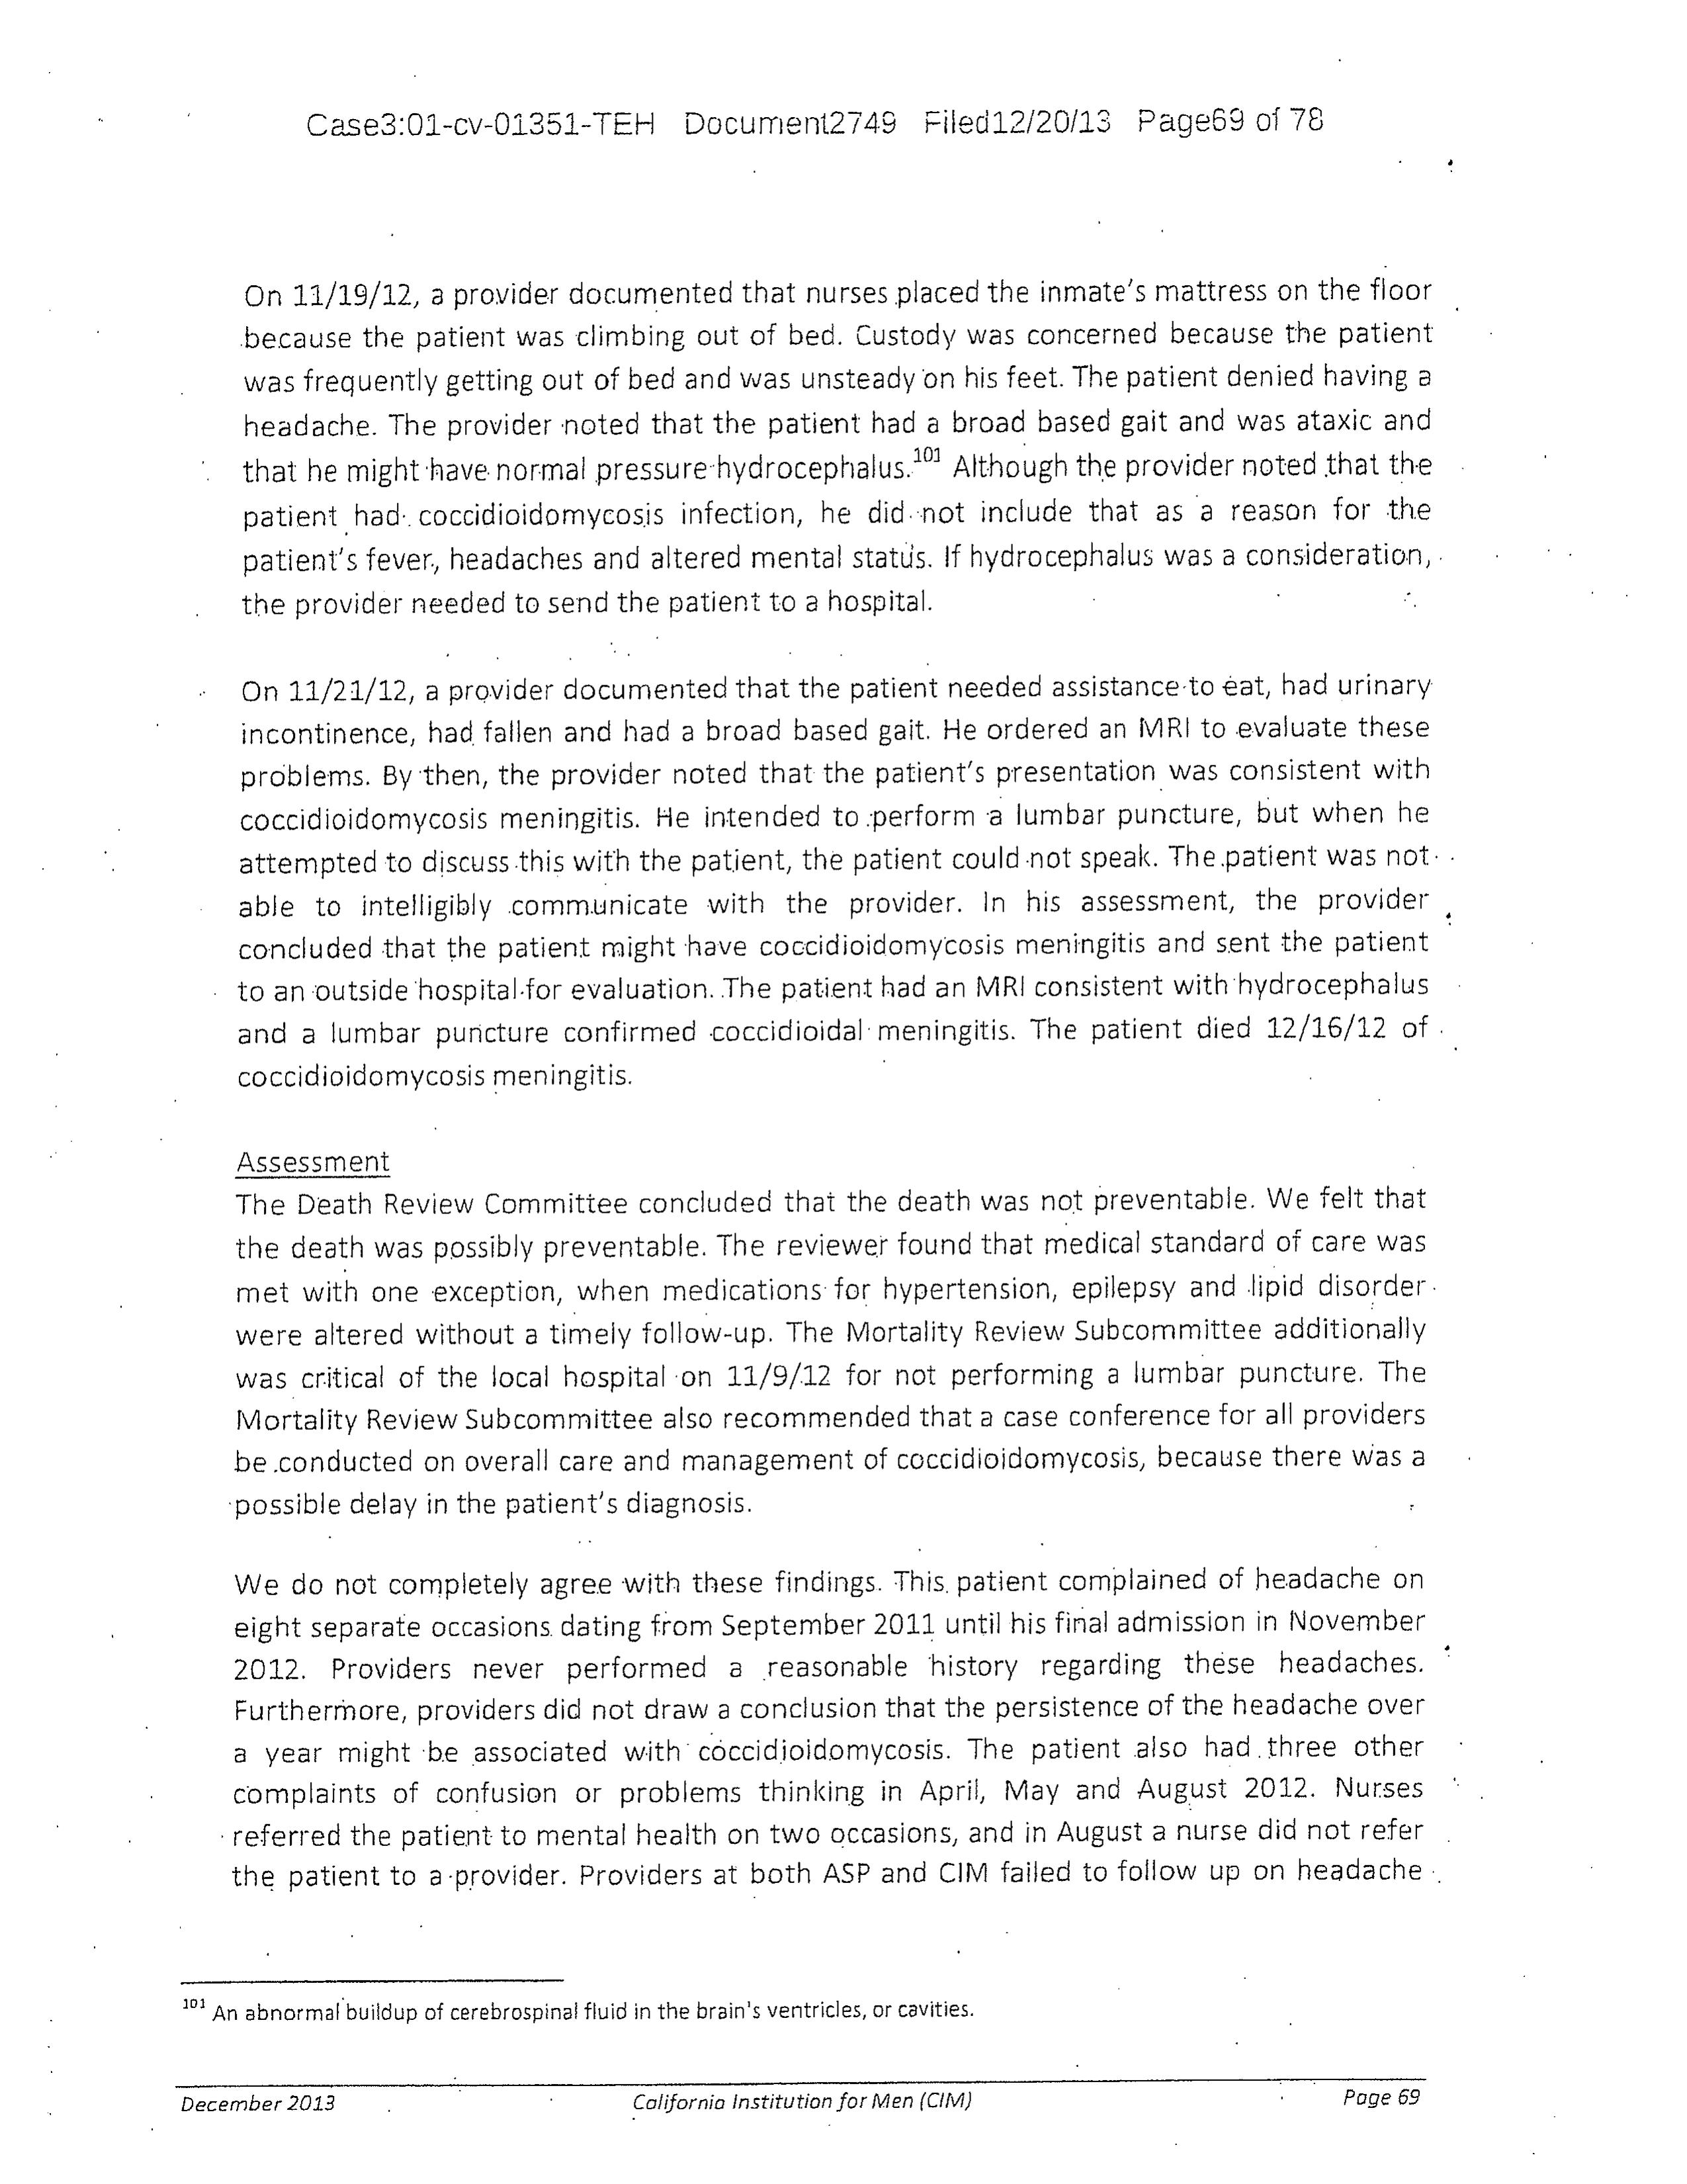 Case3:01-cv-01351-TEH Document2749 Filed12/20/13 Page69 of 78
On 11/19/12, a provider documented that nurses placed the inmate's mattress on the floor
because the patient was climbing out of bed. Custody was concerned because the patient
was frequently getting out of bed and was unsteady on his feet. The patient denied having a
headache. The provider noted that the patient had a broad based gait and was ataxic and
that he might have normal pressure hydrocephalus.101 Although the provider noted that the
patient had coccidioidomycosis infection, he did not include that as a reason for the
patient's fever, headaches and altered mental status. If hydrocephalus was a consideration,
the provider needed to send the patient to a hospital.
On 11/21/12, a provider documented that the patient needed assistance to eat, had urinary
incontinence, had fallen and had a broad based gait. He ordered an MRI to evaluate these
problems. By then, the provider noted that the patient's presentation was consistent with
coccidioidomycosis meningitis. He intended to perform a lumbar puncture, but when he
attempted to discuss this with the patient, the patient could not speak. The patient was not
able to intelligibly communicate with the provider. In his assessment, the provider
concluded that the patient might have coccidioidomycosis meningitis and sent the patient
to an outside hospital for evaluation. The patient had an MRI consistent with hydrocephalus
and a lumbar puncture confirmed coccidioidal meningitis. The patient died 12/16/12 of
coccidioidomycosis meningitis.
Assessment
The Death Review Committee concluded that the death was not preventable. We felt that
the death was possibly preventable. The reviewer found that medical standard of care was
met with one exception, when medications for hypertension, epilepsy and lipid disorder
were altered without a timely follow-up. The Mortality Review Subcommittee additionally
was critical of the local hospital on 11/9/12 for not performing a lumbar puncture. The
Mortality Review Subcommittee also recommended that a case conference for all providers
be conducted on overall care and management of coccidioidomycosis, because there was a
possible delay in the patient's diagnosis.
We do not completely agree with these findings. This patient complained of headache on
eight separate occasions dating from September 2011 until his final admission in November
2012. Providers never performed a reasonable history regarding these headaches.
Furthermore, providers did not draw a conclusion that the persistence of the headache over
a year might be associated with coccidioidomycosis. The patient also had three other
complaints of confusion or problems thinking in April, May and August 2012. Nurses
referred the patient to mental health on two occasions, and in August a nurse did not refer
the patient to a provider. Providers at both ASP and CIM failed to follow up on headache
101 An abnormal buildup of cerebrospinal fluid in the brain's ventricles, or cavities.
December 2013 California Institution for Men (CIM) Page 69